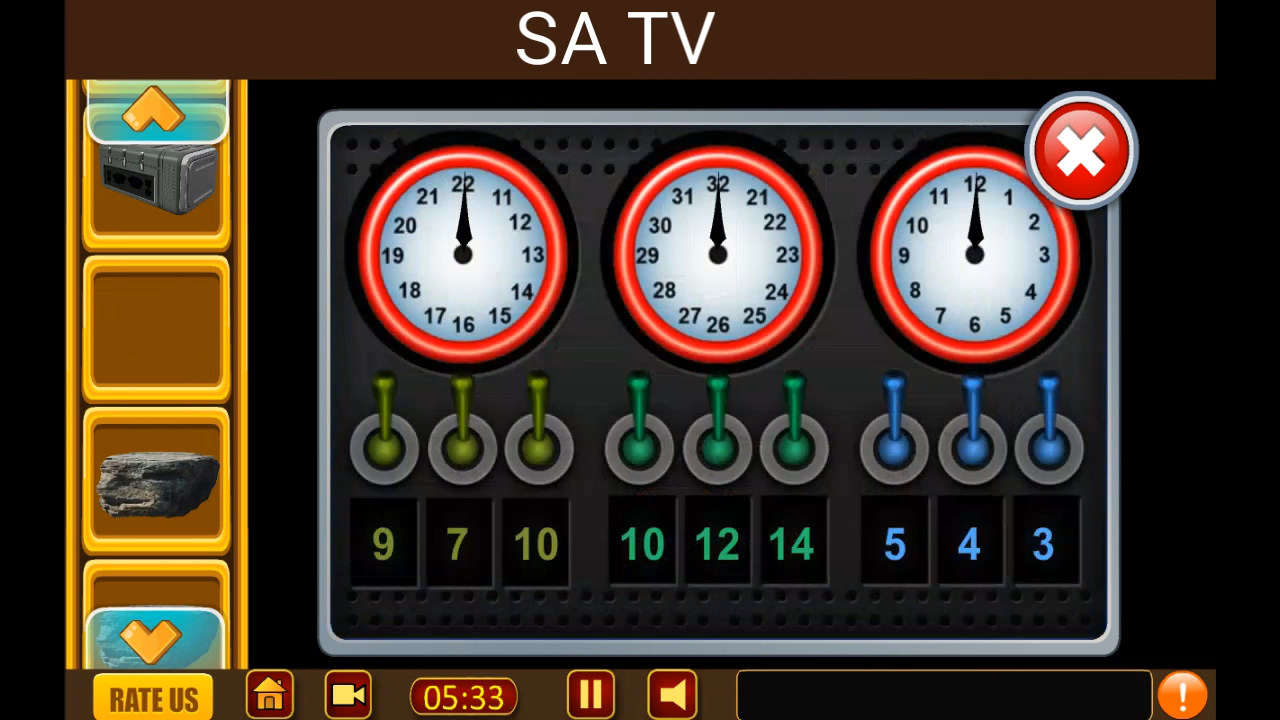 SA TV
22 11 12 13 14 15 16 17 18 19 20 21
32 21 22 23 24 25 26 27 28 29 30 31
12 1 2 3 4 5 6 7 8 9 10 11
9 7 10 10 12 14 5 4 3
RATE US
05:33
!